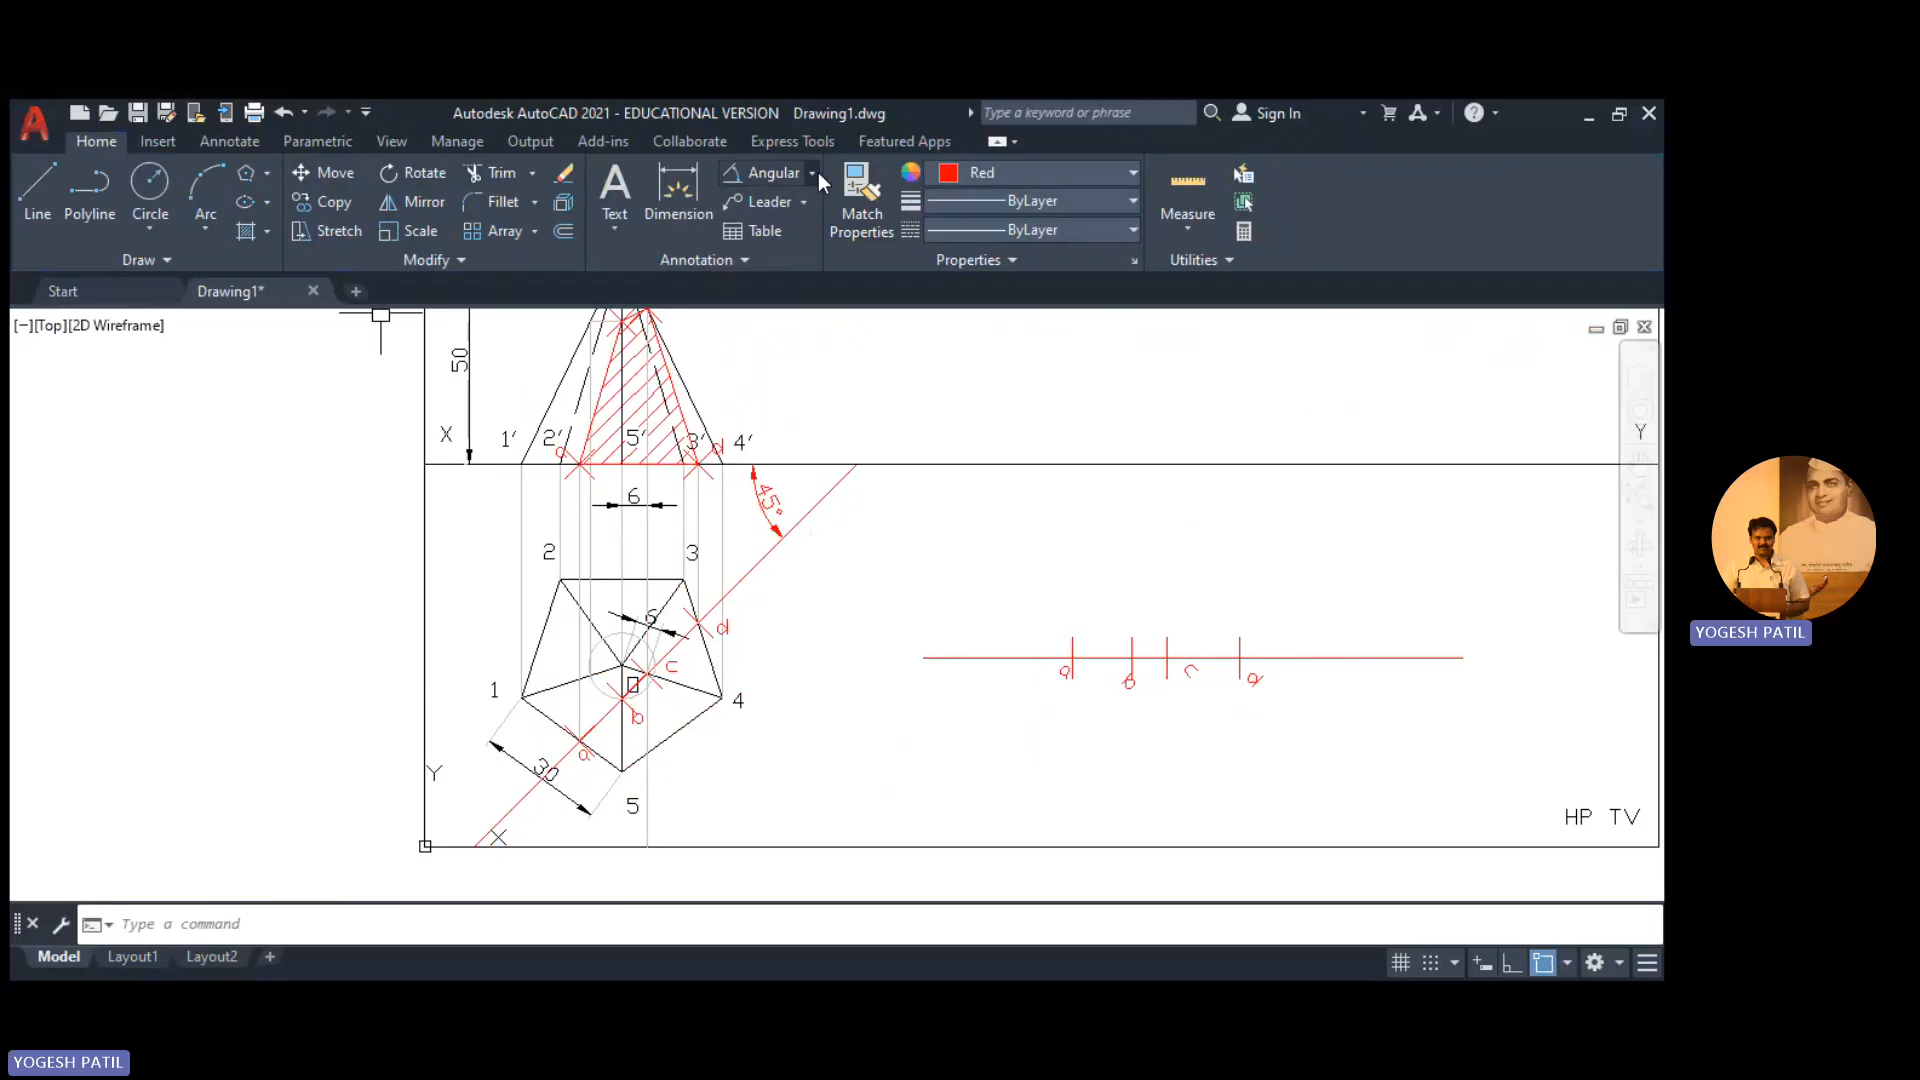 Autodesk AutoCAD 2021 - EDUCATIONAL VERSION Drawing1.dwg
Type a keyword or phrase
Sign In
Home Insert Annotate Parametric View Manage Output Add-ins Collaborate Express Tools Featured Apps
Line Polyline Circle Arc
Draw
Move Rotate Trim
Copy Mirror Fillet
Stretch Scale Array
Modify
Text Dimension
Angular
Leader
Table
Annotation
Match Properties
Red
ByLayer
ByLayer
Properties
Measure
Utilities
Start Drawing1*
[−][Top][2D Wireframe]
50
X 1' 2' 5' 3' 4'
a d
45°
6
2 3
6
d
c
1 4
b
a
30
5
Y
X
a b c d
HP TV
Y
Type a command
Model Layout1 Layout2
YOGESH PATIL
YOGESH PATIL